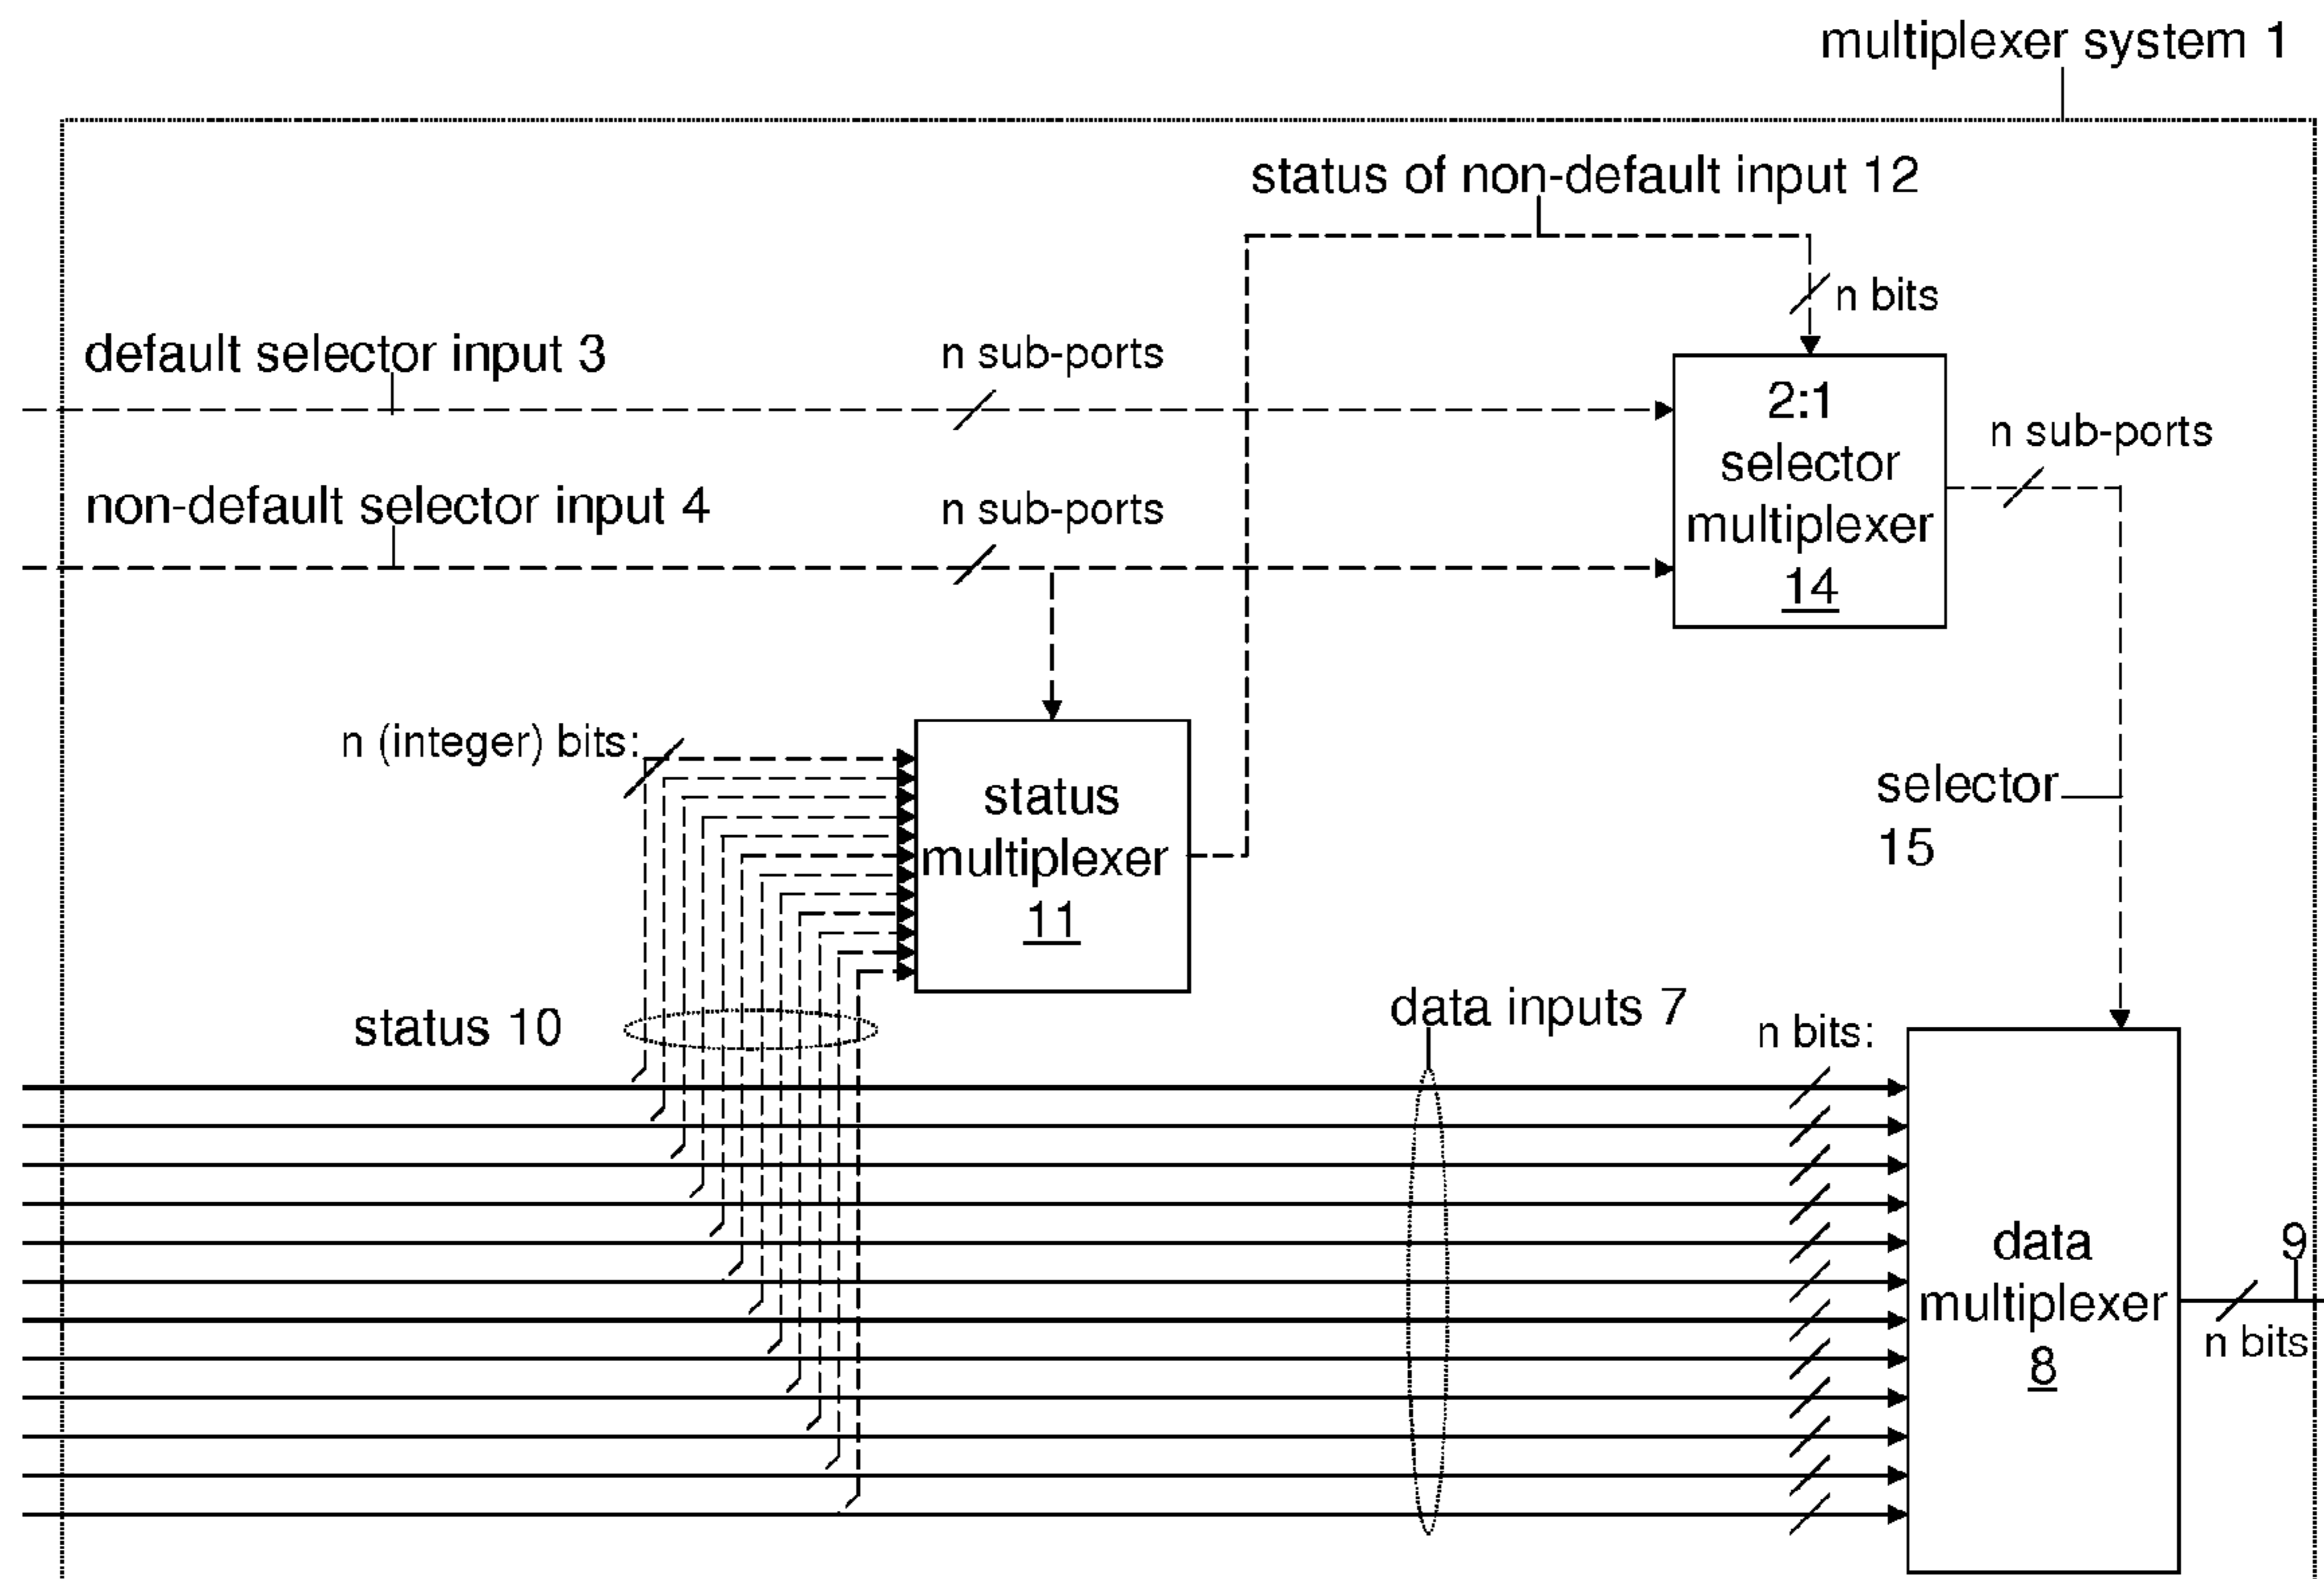 multiplexer system 1
status of non-default input 12
n bits
default selector input 3
n sub-ports
2:1
selector
multiplexer
14
n sub-ports
non-default selector input 4
n sub-ports
n (integer) bits:
status
multiplexer
11
selector
15
status 10
data inputs 7
n bits:
data
multiplexer
8
9
n bits